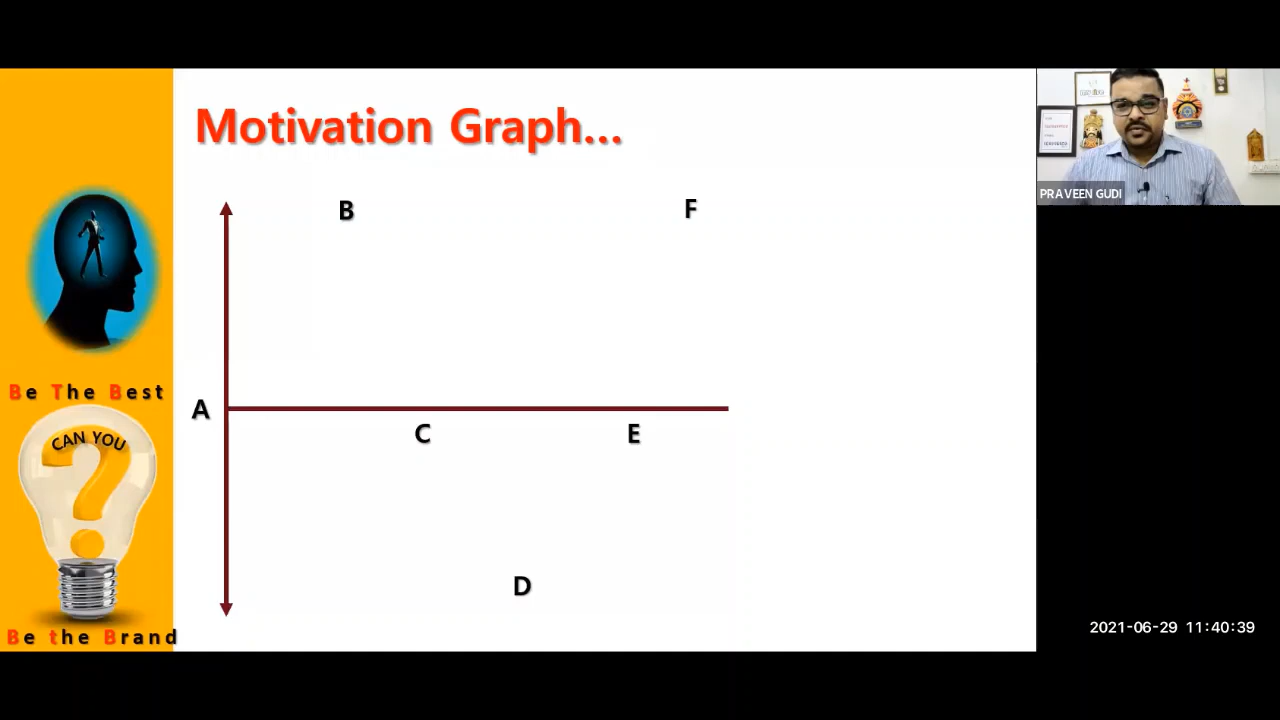 Motivation Graph...
B
F
A
C
E
D
Be The Best
CAN YOU
?
Be the Brand
PRAVEEN GUDI
2021-06-29 11:40:39